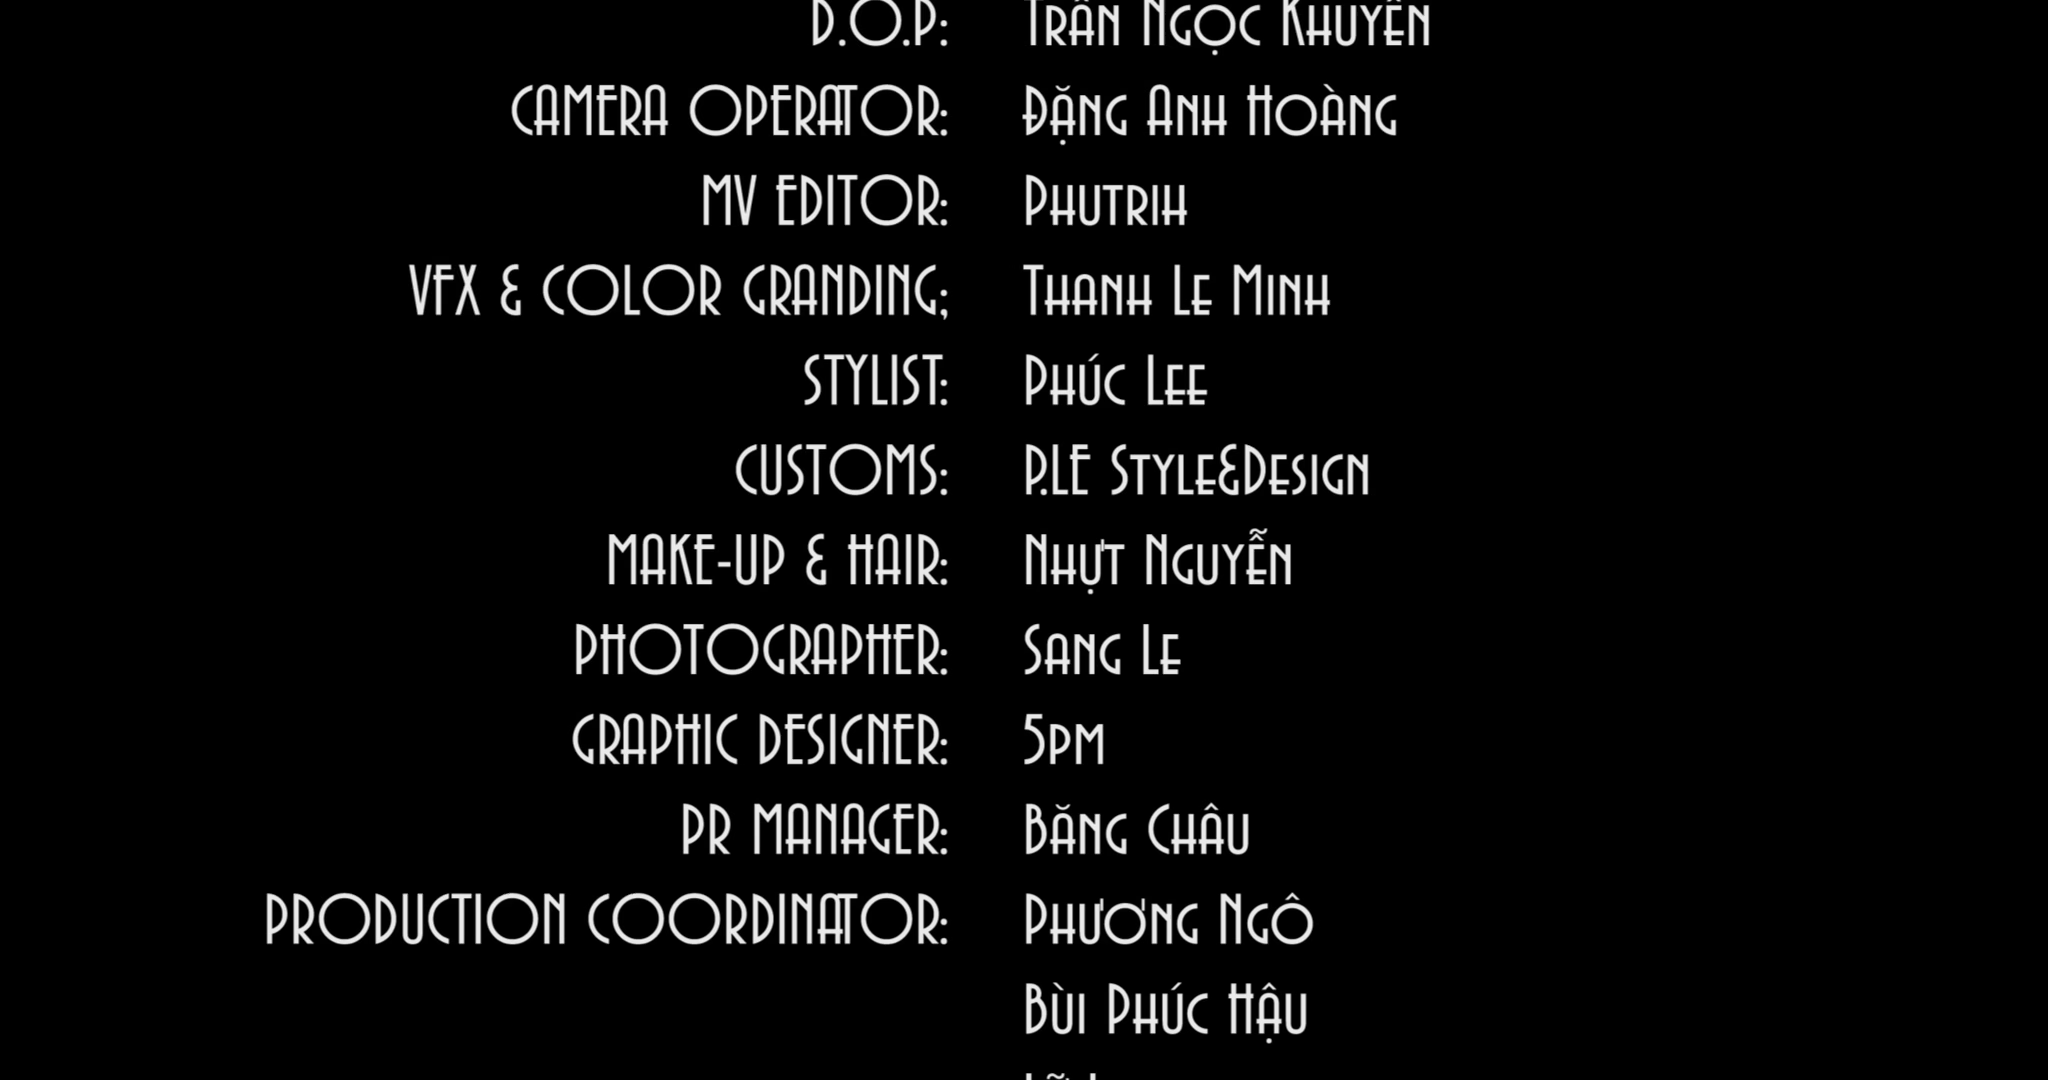 D.O.P: Trần Ngọc Khuyến
CAMERA OPERATOR: Đặng Anh Hoàng
MV EDITOR: Phutrih
VFX & COLOR GRANDING; Thanh Le Minh
STYLIST: Phúc Lee
CUSTOMS: P.LE Style&Design
MAKE-UP & HAIR: Nhựt Nguyễn
PHOTOGRAPHER: Sang Le
GRAPHIC DESIGNER: 5pm
PR MANAGER: Băng Châu
PRODUCTION COORDINATOR: Phương Ngô
Bùi Phúc Hậu